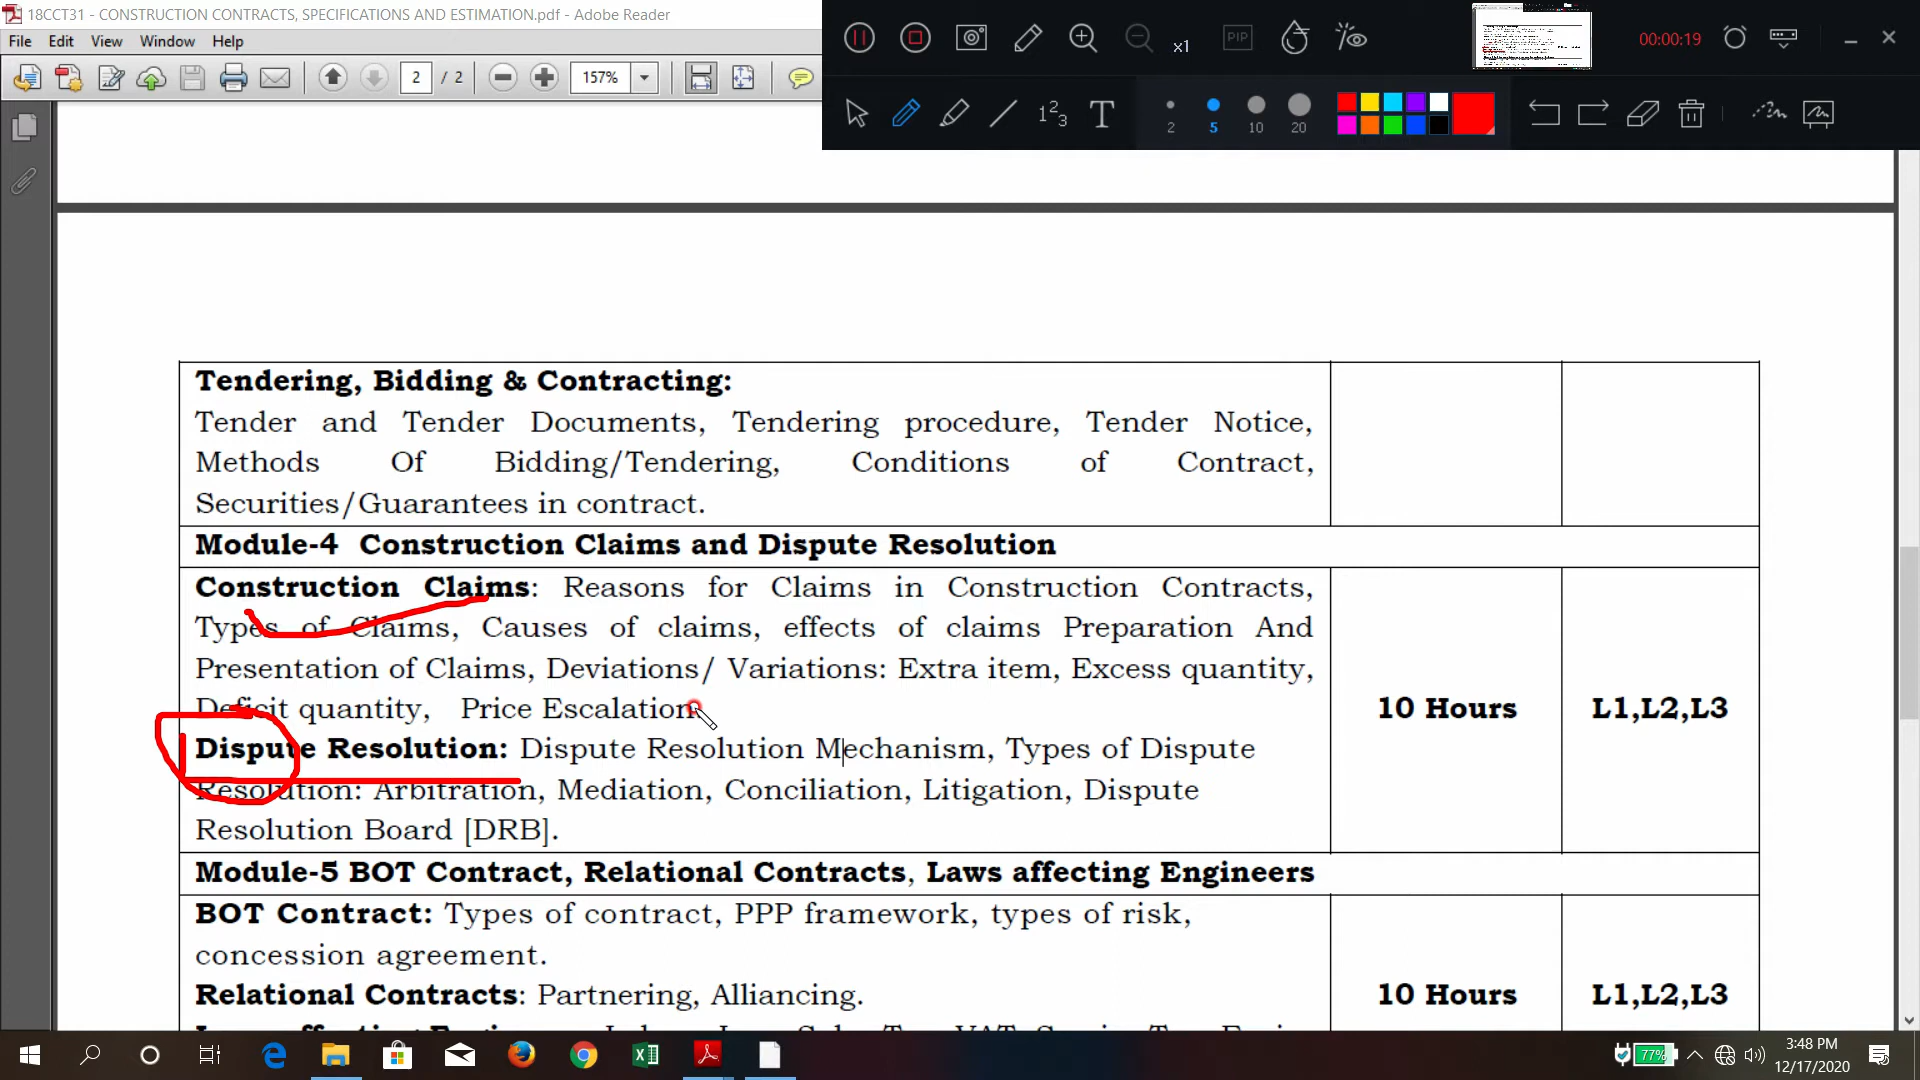 18CCT31 - CONSTRUCTION CONTRACTS, SPECIFICATIONS AND ESTIMATION.pdf - Adobe Reader
File Edit View Window Help
2 / 2 157%
x1 PIP 00:00:19
1 2 3 T 2 5 10 20
Tendering, Bidding & Contracting:
Tender and Tender Documents, Tendering procedure, Tender Notice,
Methods Of Bidding/Tendering, Conditions of Contract,
Securities/Guarantees in contract.
Module-4 Construction Claims and Dispute Resolution
Construction Claims: Reasons for Claims in Construction Contracts,
Types of Claims, Causes of claims, effects of claims Preparation And
Presentation of Claims, Deviations/ Variations: Extra item, Excess quantity,
Deficit quantity, Price Escalation
10 Hours L1,L2,L3
Dispute Resolution: Dispute Resolution Mechanism, Types of Dispute
Resolution: Arbitration, Mediation, Conciliation, Litigation, Dispute
Resolution Board [DRB].
Module-5 BOT Contract, Relational Contracts, Laws affecting Engineers
BOT Contract: Types of contract, PPP framework, types of risk,
concession agreement.
Relational Contracts: Partnering, Alliancing.
10 Hours L1,L2,L3
77%
3:48 PM
12/17/2020